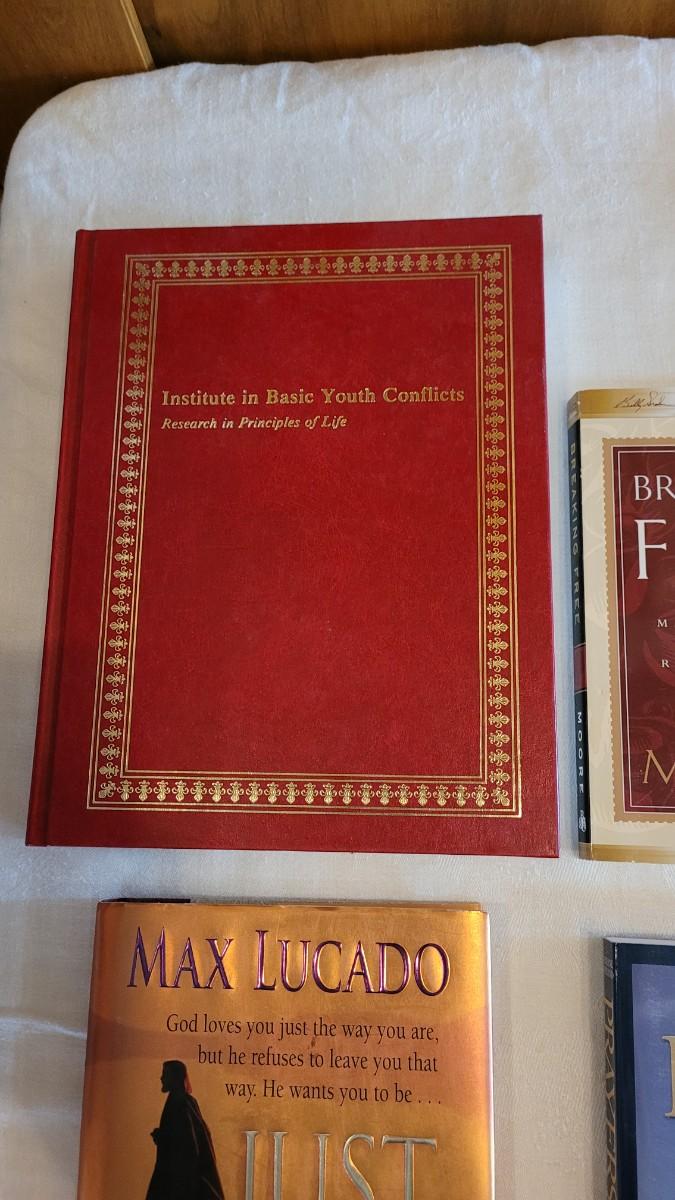 Institute in Basic Youth Conflicts
Research in Principles of Life
BREAKING FREE
MOORE
BR
F
M
R
M
MAX LUCADO
God loves you just the way you are,
but he refuses to leave you that
way. He wants you to be . . .
JUST
PRAYERS